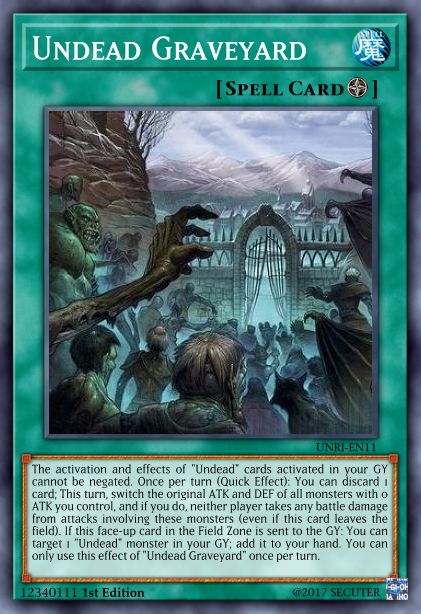 UNDEAD GRAVEYARD
魔
[SPELL CARD]
UNRI-EN11
The activation and effects of "Undead" cards activated in your GY
cannot be negated. Once per turn (Quick Effect): You can discard 1
card; This turn, switch the original ATK and DEF of all monsters with 0
ATK you control, and if you do, neither player takes any battle damage
from attacks involving these monsters (even if this card leaves the
field). If this face-up card in the Field Zone is sent to the GY: You can
target 1 "Undead" monster in your GY; add it to your hand. You can
only use this effect of "Undead Graveyard" once per turn.
12340111 1st Edition
©2017 SECUTER